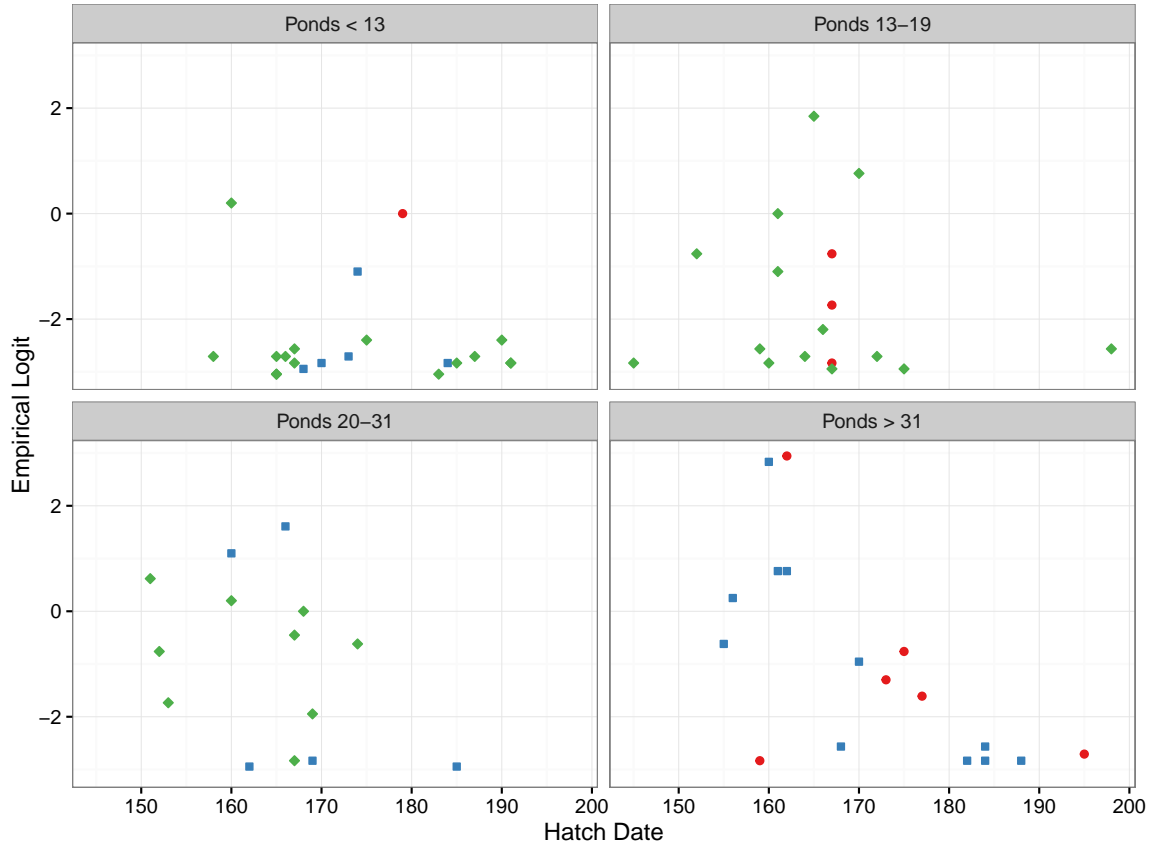 Ponds < 13
Ponds 13–19
2
0
−2
Ponds 20–31
Ponds > 31
2
0
−2
150 160 170 180 190 200
150 160 170 180 190 200
Hatch Date
Empirical Logit